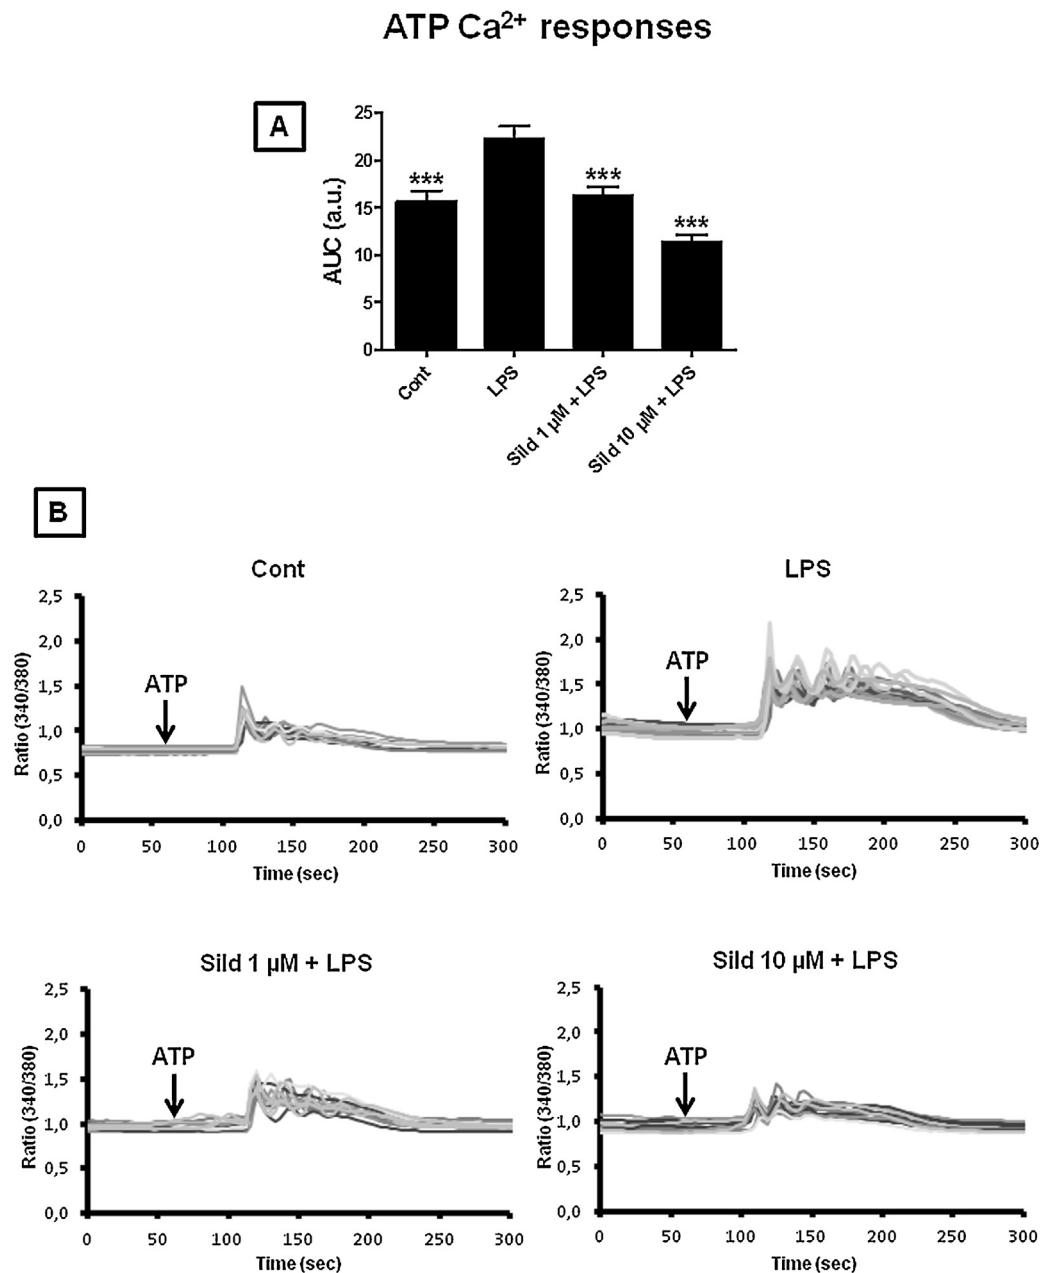 ATP Ca²⁺ responses
A
25
20
15
10
5
0
AUC (a.u.)
***
***
***
Cont
LPS
Sild 1 µM + LPS
Sild 10 µM + LPS
B
Cont
2,5
2,0
1,5
1,0
0,5
0,0
Ratio (340/380)
ATP
0 50 100 150 200 250 300
Time (sec)
LPS
2,5
2,0
1,5
1,0
0,5
0,0
Ratio (340/380)
ATP
0 50 100 150 200 250 300
Time (sec)
Sild 1 µM + LPS
2,5
2,0
1,5
1,0
0,5
0,0
Ratio (340/380)
ATP
0 50 100 150 200 250 300
Time (sec)
Sild 10 µM + LPS
2,5
2,0
1,5
1,0
0,5
0,0
Ratio (340/380)
ATP
0 50 100 150 200 250 300
Time (sec)